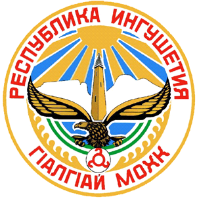 РЕСПУБЛИКА ИНГУШЕТИЯ
ГIАЛГIАЙ МОХК